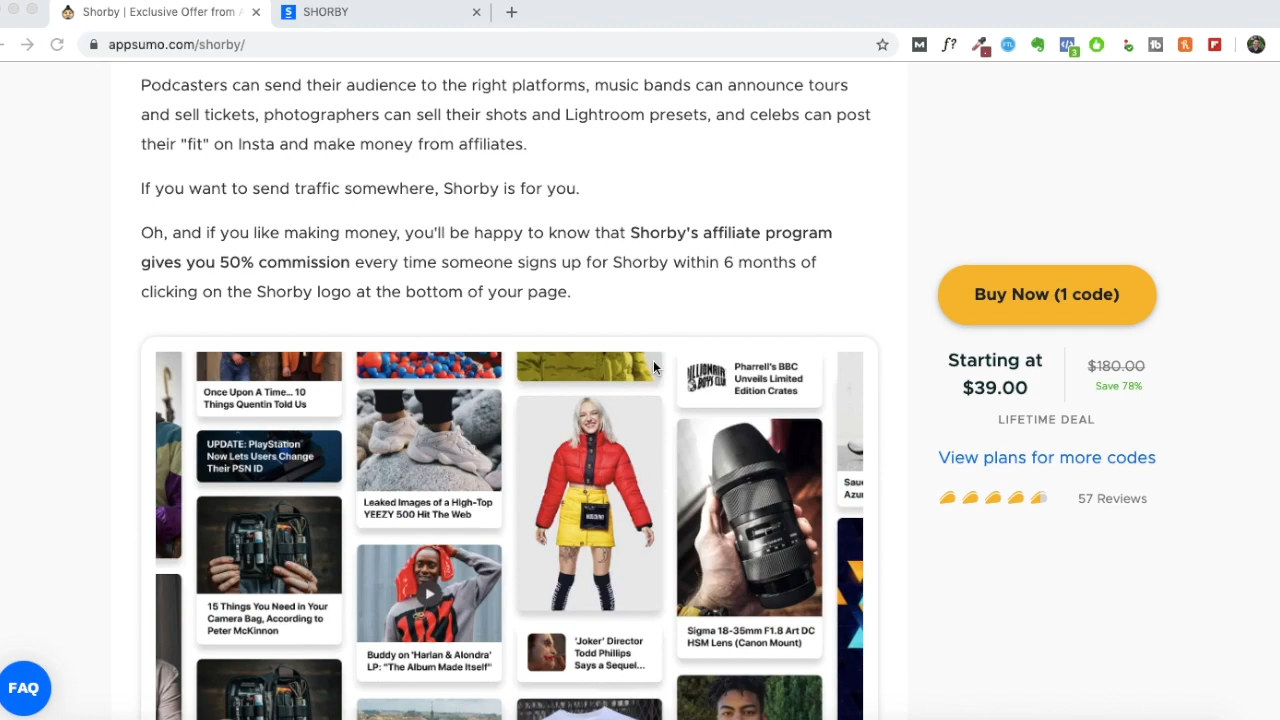 Shorby | Exclusive Offer from A
SHORBY
appsumo.com/shorby/
Podcasters can send their audience to the right platforms, music bands can announce tours
and sell tickets, photographers can sell their shots and Lightroom presets, and celebs can post
their "fit" on Insta and make money from affiliates.
If you want to send traffic somewhere, Shorby is for you.
Oh, and if you like making money, you'll be happy to know that Shorby's affiliate program
gives you 50% commission every time someone signs up for Shorby within 6 months of
clicking on the Shorby logo at the bottom of your page.
Once Upon A Time... 10
Things Quentin Told Us
UPDATE: PlayStation
Now Lets Users Change
Their PSN ID
15 Things You Need in Your
Camera Bag, According to
Peter McKinnon
Leaked Images of a High-Top
YEEZY 500 Hit The Web
Buddy on 'Harlan & Alondra'
LP: "The Album Made Itself"
'Joker' Director
Todd Phillips
Says a Sequel...
BILLIONAIRE
BOYS CLUB
Pharrell's BBC
Unveils Limited
Edition Crates
Sigma 18-35mm F1.8 Art DC
HSM Lens (Canon Mount)
Sau
Azur
Buy Now (1 code)
Starting at
$39.00
$180.00
Save 78%
LIFETIME DEAL
View plans for more codes
57 Reviews
FAQ